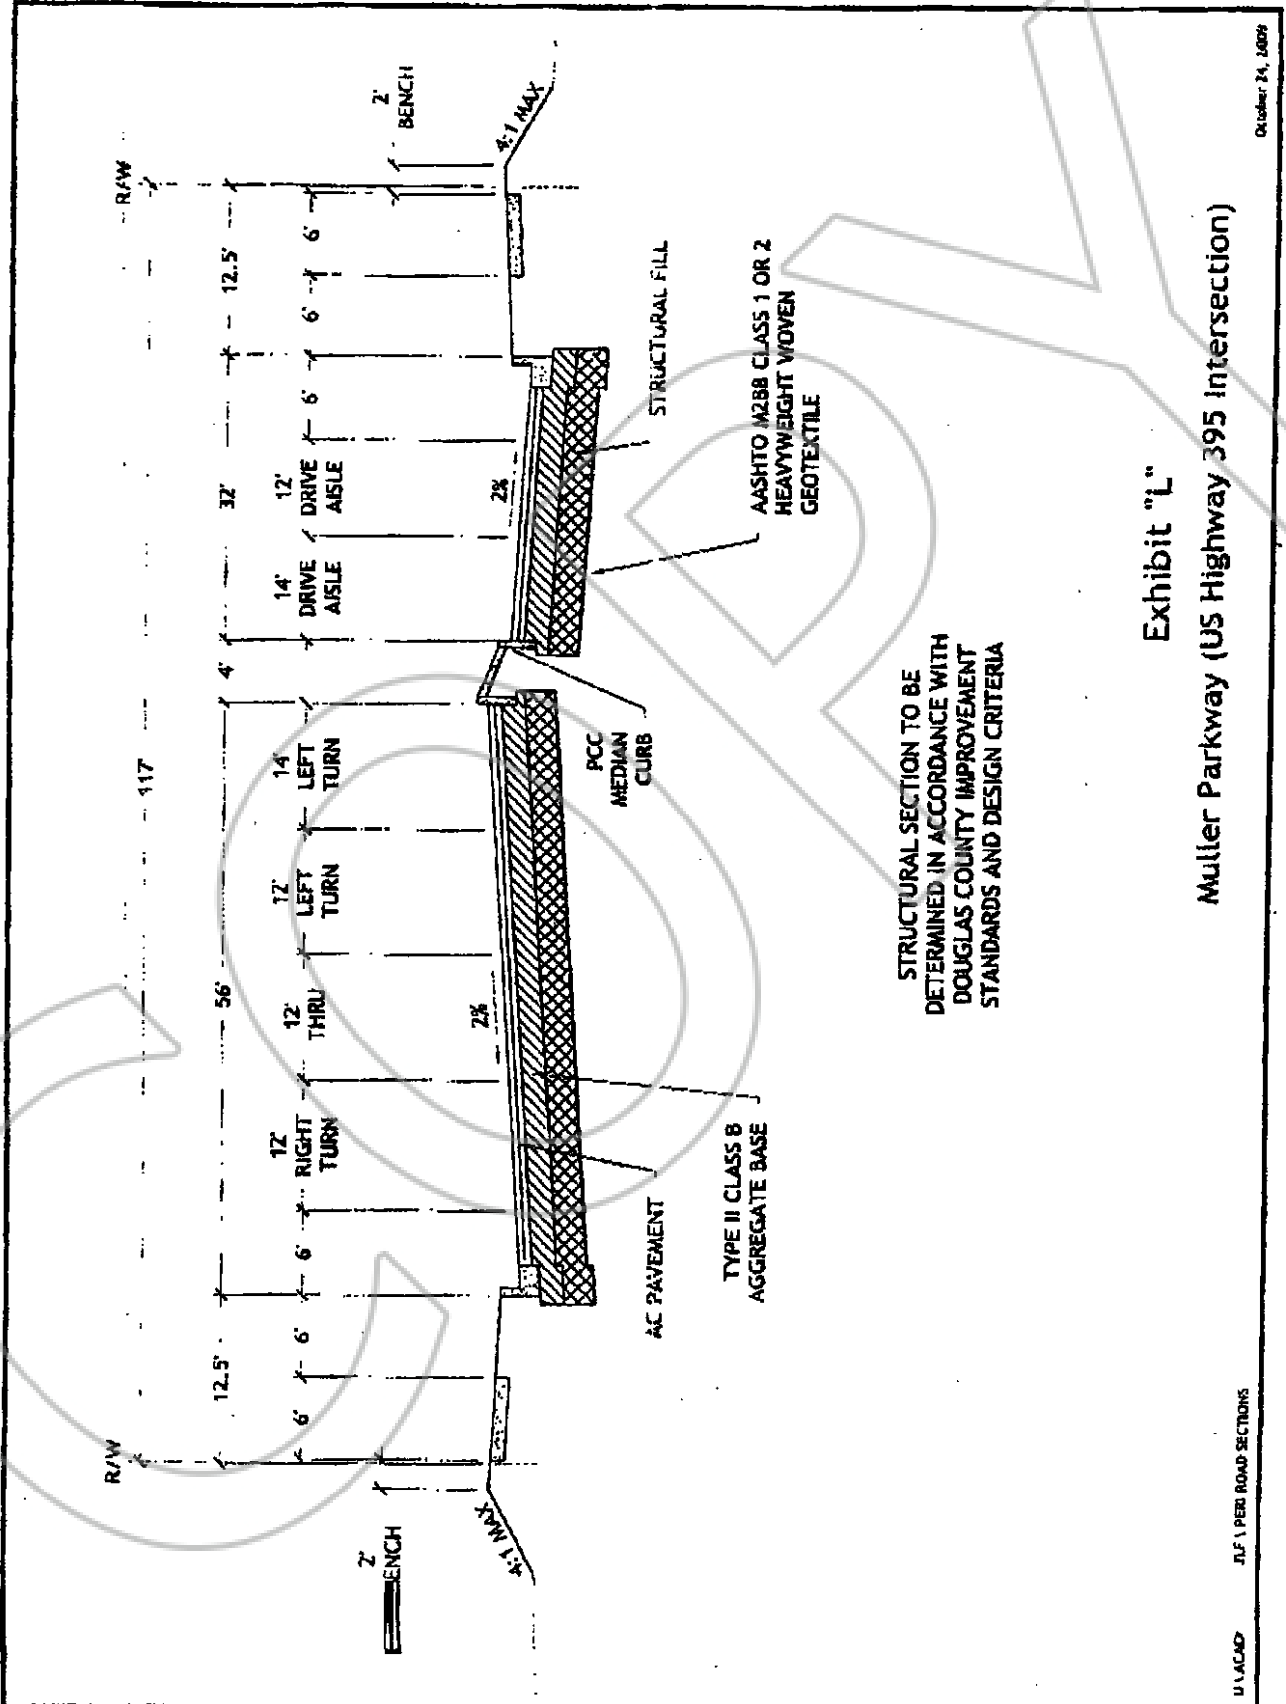 R/W
117'
R/W
12.5'
56'
4'
32'
12.5'
6'
6'
6'
12'
RIGHT
TURN
12'
THRU
12'
LEFT
TURN
14'
LEFT
TURN
14'
DRIVE
AISLE
12'
DRIVE
AISLE
6'
6'
6'
2'
ENCH
2'
BENCH
4:1 MAX
2%
2%
4:1 MAX
AC PAVEMENT
TYPE II CLASS B
AGGREGATE BASE
PCC
MEDIAN
CURB
STRUCTURAL FILL
AASHTO M288 CLASS 1 OR 2
HEAVYWEIGHT WOVEN
GEOTEXTILE
STRUCTURAL SECTION TO BE
DETERMINED IN ACCORDANCE WITH
DOUGLAS COUNTY IMPROVEMENT
STANDARDS AND DESIGN CRITERIA
Exhibit "L"
Muller Parkway (US Highway 395 Intersection)
ROAD SECTIONS
October 24,
COPY